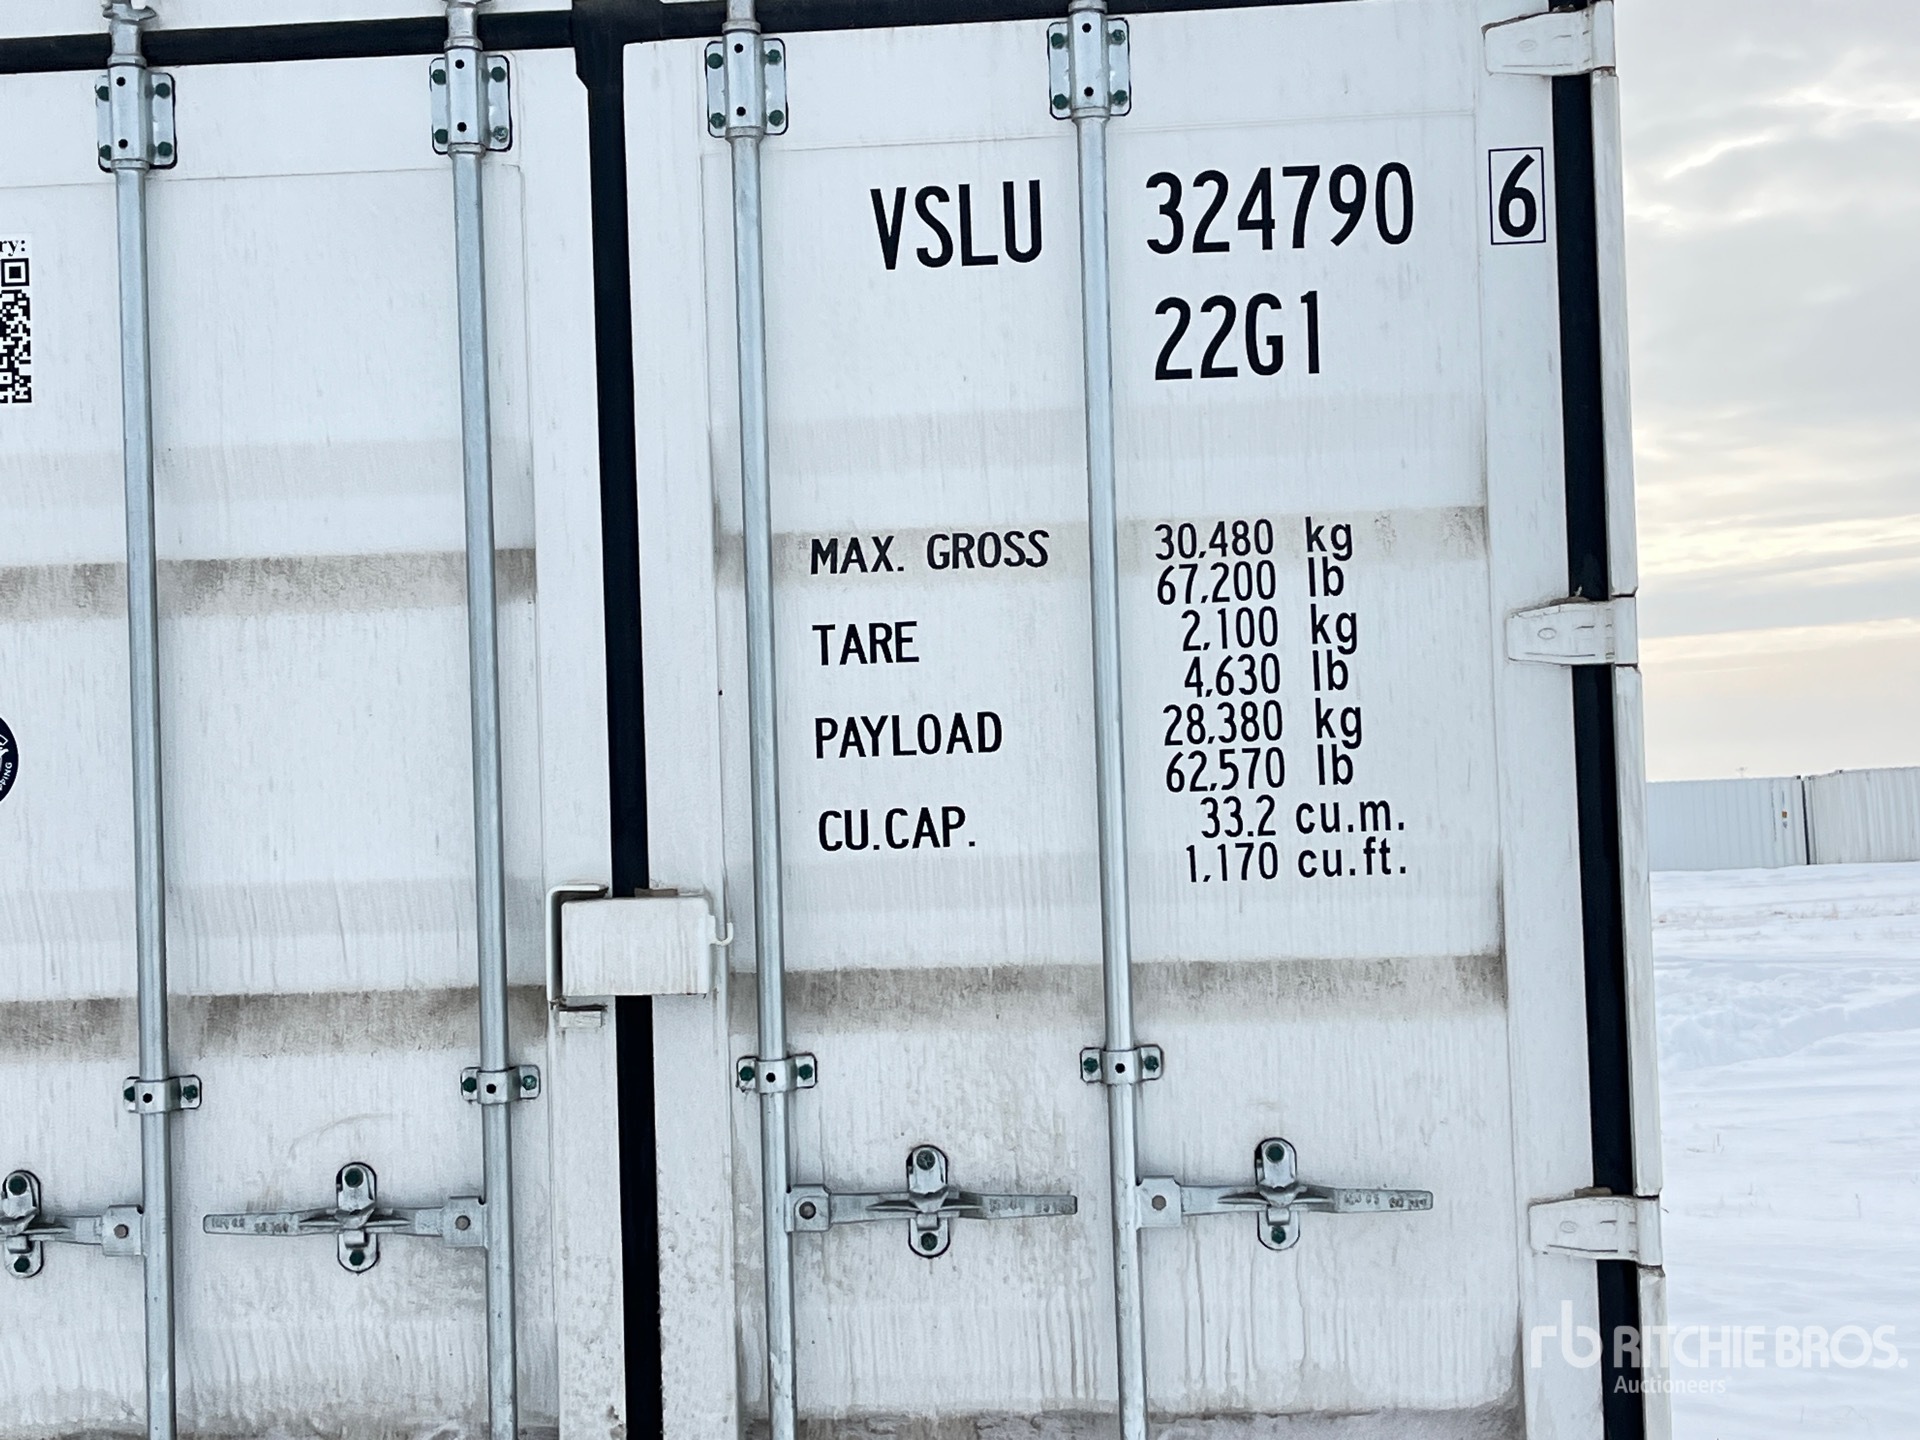 ry:
VSLU 324790 6
22G1
MAX. GROSS 30,480 kg
67,200 lb
TARE 2,100 kg
4,630 lb
PAYLOAD 28,380 kg
62,570 lb
CU.CAP. 33.2 cu.m.
1,170 cu.ft.
rb RITCHIE BROS.
Auctioneers